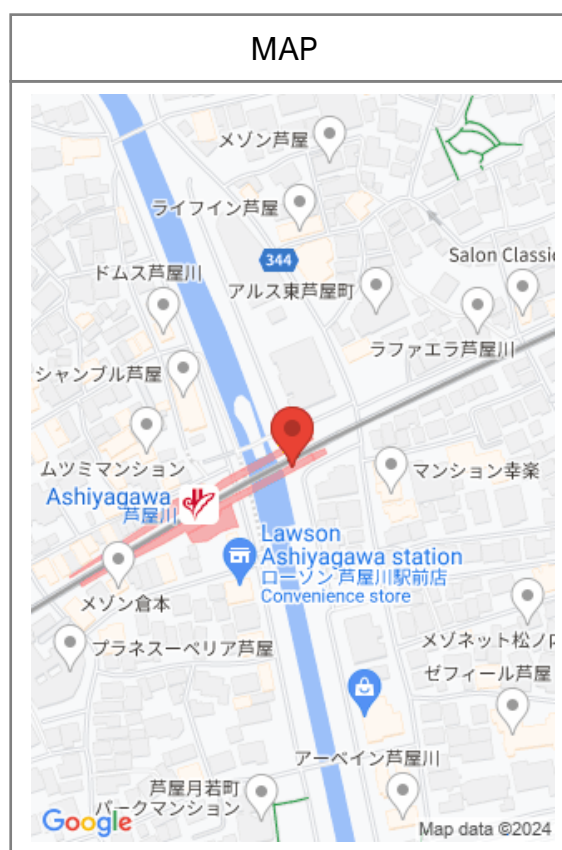 MAP
メゾン芦屋
ライフイン芦屋
344
Salon Classic
ドムス芦屋川
アルス東芦屋町
ラファエラ芦屋川
シャンブル芦屋
ムツミマンション
マンション幸楽
Ashiyagawa
芦屋川
Lawson
Ashiyagawa station
ローソン 芦屋川駅前店
Convenience store
メゾン倉本
プラネスーペリア芦屋
メゾネット松ノ内
ゼフィール芦屋
アーベイン芦屋川
芦屋月若町
パークマンション
Google
Map data ©2024